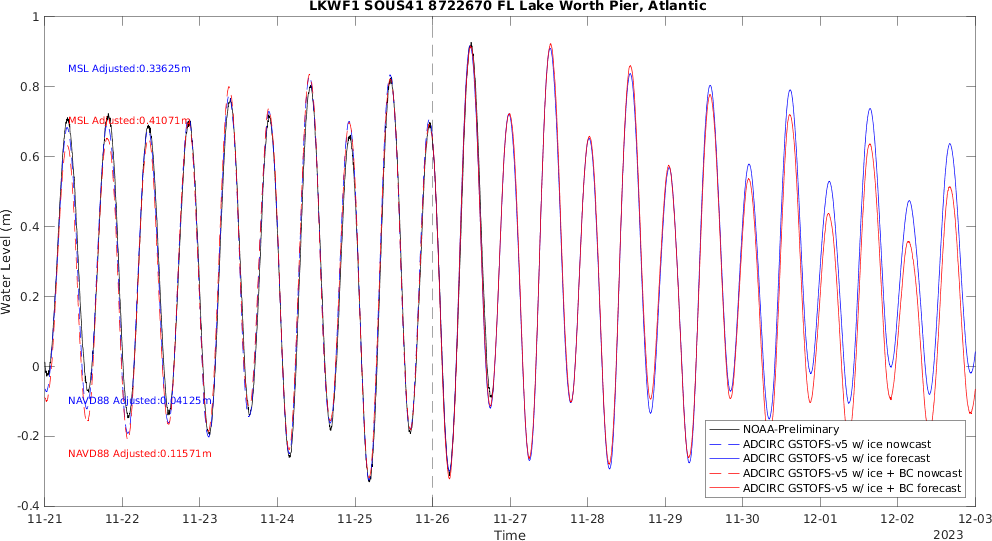 LKWF1 SOUS41 8722670 FL Lake Worth Pier, Atlantic
1
0.8
0.6
0.4
0.2
0
-0.2
-0.4
Water Level (m)
MSL Adjusted:0.33625m
MSL Adjusted:0.41071m
NAVD88 Adjusted:0.04125m
NAVD88 Adjusted:0.11571m
NOAA-Preliminary
ADCIRC GSTOFS-v5 w/ ice nowcast
ADCIRC GSTOFS-v5 w/ ice forecast
ADCIRC GSTOFS-v5 w/ ice + BC nowcast
ADCIRC GSTOFS-v5 w/ ice + BC forecast
11-21 11-22 11-23 11-24 11-25 11-26 11-27 11-28 11-29 11-30 12-01 12-02 12-03
Time
2023